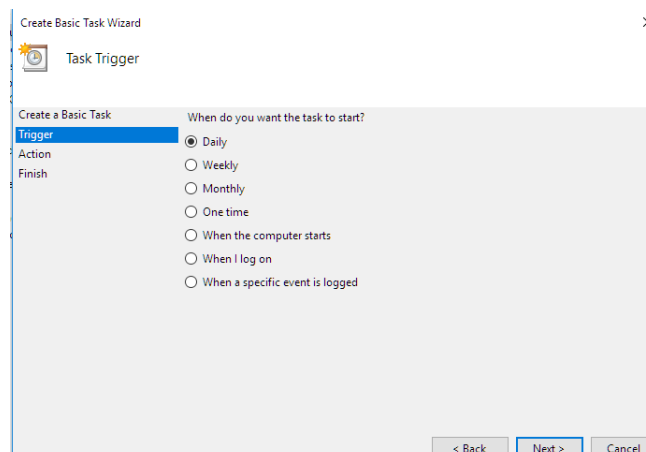 Create Basic Task Wizard
Task Trigger
Create a Basic Task
Trigger
Action
Finish
When do you want the task to start?
Daily
Weekly
Monthly
One time
When the computer starts
When I log on
When a specific event is logged
< Back
Next >
Cancel